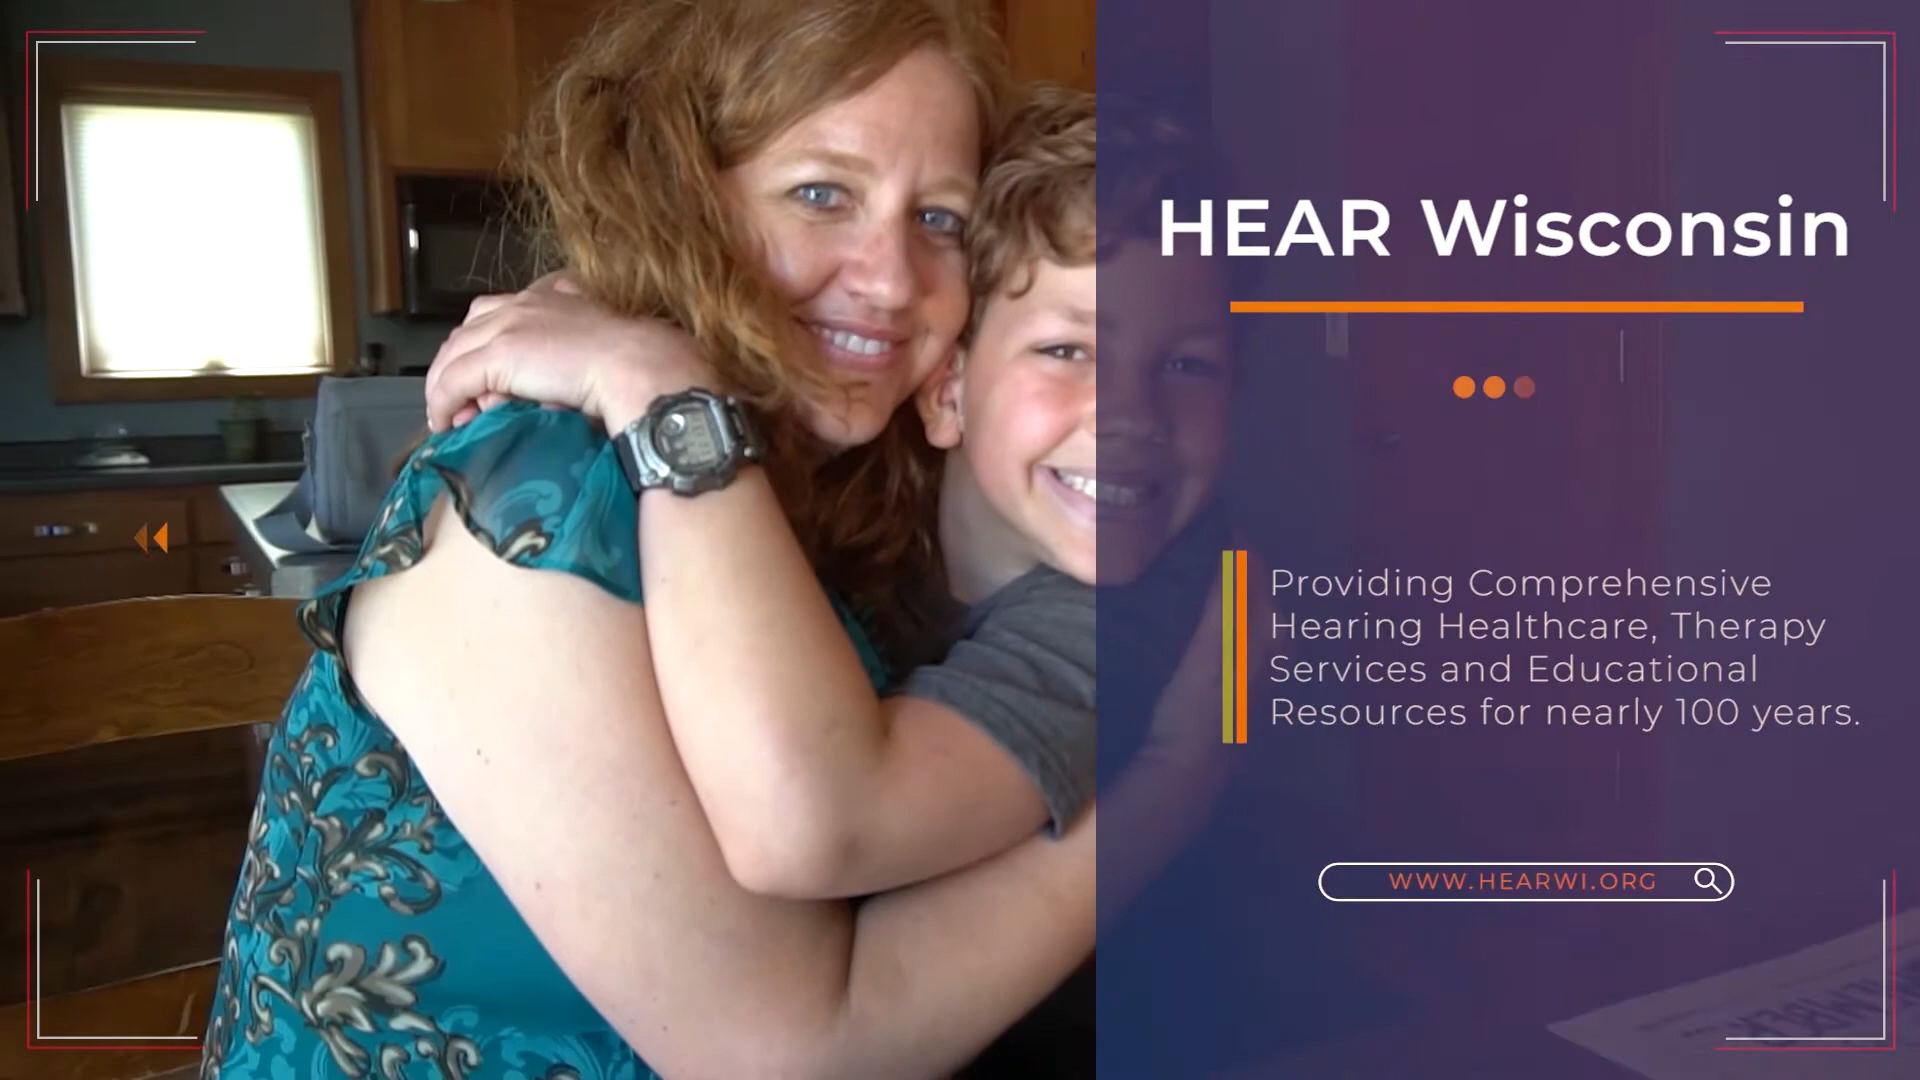 HEAR Wisconsin
Providing Comprehensive
Hearing Healthcare, Therapy
Services and Educational
Resources for nearly 100 years.
WWW.HEARWI.ORG